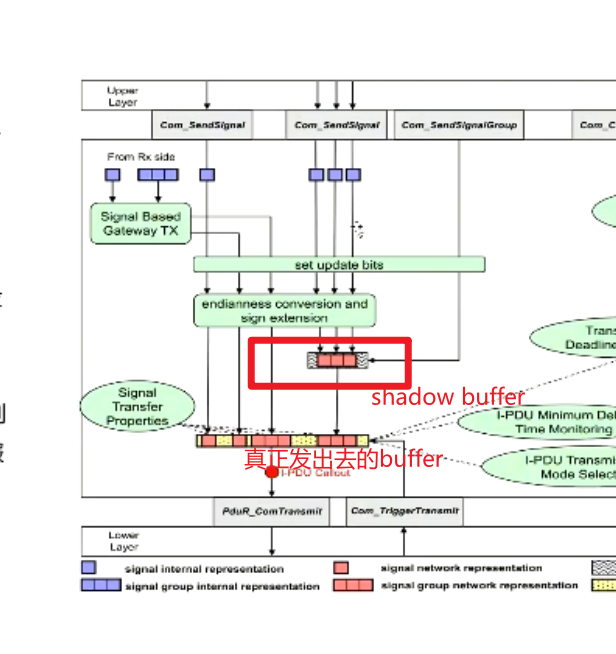 Upper
Layer
Com_SendSignal
Com_SendSignal
Com_SendSignalGroup
Com_C
From Rx side
Signal Based
Gateway TX
set update bits
endianness conversion and
sign extension
Trans
Deadline
shadow buffer
Signal
Transfer
Properties
I-PDU Minimum Del
Time Monitoring
真正发出去的buffer
I-PDU Callout
I-PDU Transmi
Mode Select
PduR_ComTransmit
Com_TriggerTransmit
Lower
Layer
signal internal representation
signal network representation
signal group internal representation
signal group network representation